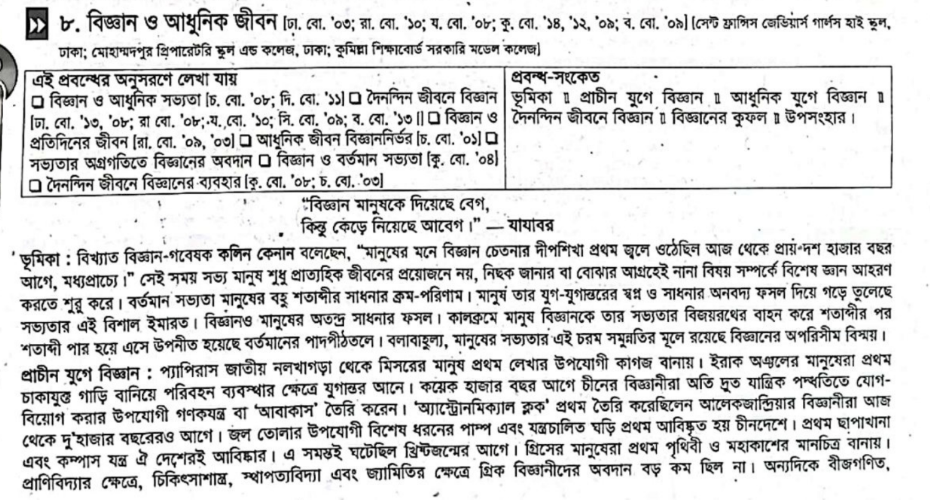 ৮. বিজ্ঞান ও আধুনিক জীবন [ঢা. বো. '০৩; রা. বো. '১০; য. বো. '০৮; কু. বো. '১৪, '১২, '০৯; ব. বো. '০৯] [সেন্ট ফ্রান্সিস জেভিয়ার্স গার্লস হাই স্কুল,
ঢাকা; মোহাম্মদপুর প্রিপারেটরি স্কুল এন্ড কলেজ, ঢাকা; কুমিল্লা শিক্ষাবোর্ড সরকারি মডেল কলেজ]
এই প্রবন্ধের অনুসরণে লেখা যায়
❏ বিজ্ঞান ও আধুনিক সভ্যতা [চ. বো. '০৮; দি. বো. '১১] ❏ দৈনন্দিন জীবনে বিজ্ঞান
[ঢা. বো. '১৩, '০৮; রা বো. '০৮; য. বো. '১০; সি. বো. '০৯; ব. বো. '১৩।] ❏ বিজ্ঞান ও
প্রতিদিনের জীবন [রা. বো. '০৯, '০৩] ❏ আধুনিক জীবন বিজ্ঞাননির্ভর [চ. বো. '০১] ❏
সভ্যতার অগ্রগতিতে বিজ্ঞানের অবদান ❏ বিজ্ঞান ও বর্তমান সভ্যতা [কু. বো. '০৪]
❏ দৈনন্দিন জীবনে বিজ্ঞানের ব্যবহার [কু. বো. '০৮; চ. বো. '০৩]
প্রবন্ধ-সংকেত
ভূমিকা ॥ প্রাচীন যুগে বিজ্ঞান ॥ আধুনিক যুগে বিজ্ঞান ॥
দৈনন্দিন জীবনে বিজ্ঞান ॥ বিজ্ঞানের কুফল ॥ উপসংহার।
“বিজ্ঞান মানুষকে দিয়েছে বেগ,
কিন্তু কেড়ে নিয়েছে আবেগ।” — যাযাবর
ভূমিকা : বিখ্যাত বিজ্ঞান-গবেষক কলিন কেনান বলেছেন, “মানুষের মনে বিজ্ঞান চেতনার দীপশিখা প্রথম জ্বলে ওঠেছিল আজ থেকে প্রায় দশ হাজার বছর
আগে, মধ্যপ্রাচ্যে।” সেই সময় সভ্য মানুষ শুধু প্রাত্যহিক জীবনের প্রয়োজনে নয়, নিছক জানার বা বোঝার আগ্রহেই নানা বিষয় সম্পর্কে বিশেষ জ্ঞান আহরণ
করতে শুরু করে। বর্তমান সভ্যতা মানুষের বহু শতাব্দীর সাধনার ক্রম-পরিণাম। মানুষ তার যুগ-যুগান্তরের স্বপ্ন ও সাধনার অনবদ্য ফসল দিয়ে গড়ে তুলেছে
সভ্যতার এই বিশাল ইমারত। বিজ্ঞানও মানুষের অতন্দ্র সাধনার ফসল। কালক্রমে মানুষ বিজ্ঞানকে তার সভ্যতার বিজয়রথের বাহন করে শতাব্দীর পর
শতাব্দী পার হয়ে এসে উপনীত হয়েছে বর্তমানের পাদপীঠতলে। বলাবাহুল্য, মানুষের সভ্যতার এই চরম সমুন্নতির মূলে রয়েছে বিজ্ঞানের অপরিসীম বিস্ময়।
প্রাচীন যুগে বিজ্ঞান : প্যাপিরাস জাতীয় নলখাগড়া থেকে মিসরের মানুষ প্রথম লেখার উপযোগী কাগজ বানায়। ইরাক অঞ্চলের মানুষেরা প্রথম
চাকাযুক্ত গাড়ি বানিয়ে পরিবহন ব্যবস্থার ক্ষেত্রে যুগান্তর আনে। কয়েক হাজার বছর আগে চীনের বিজ্ঞানীরা অতি দ্রুত যান্ত্রিক পদ্ধতিতে যোগ-
বিয়োগ করার উপযোগী গণকযন্ত্র বা ‘আবাকাস’ তৈরি করেন। ‘অ্যাস্ট্রোনমিক্যাল ক্লক’ প্রথম তৈরি করেছিলেন আলেকজান্দ্রিয়ার বিজ্ঞানীরা আজ
থেকে দু'হাজার বছরেরও আগে। জল তোলার উপযোগী বিশেষ ধরনের পাম্প এবং যন্ত্রচালিত ঘড়ি প্রথম আবিষ্কৃত হয় চীনদেশে। প্রথম ছাপাখানা
এবং কম্পাস যন্ত্র ঐ দেশেরই আবিষ্কার। এ সমস্তই ঘটেছিল খ্রিষ্টজন্মের আগে। গ্রিসের মানুষেরা প্রথম পৃথিবী ও মহাকাশের মানচিত্র বানায়।
প্রাণিবিদ্যার ক্ষেত্রে, চিকিৎসাশাস্ত্র, স্থাপত্যবিদ্যা এবং জ্যামিতির ক্ষেত্রে গ্রিক বিজ্ঞানীদের অবদান বড় কম ছিল না। অন্যদিকে বীজগণিত,